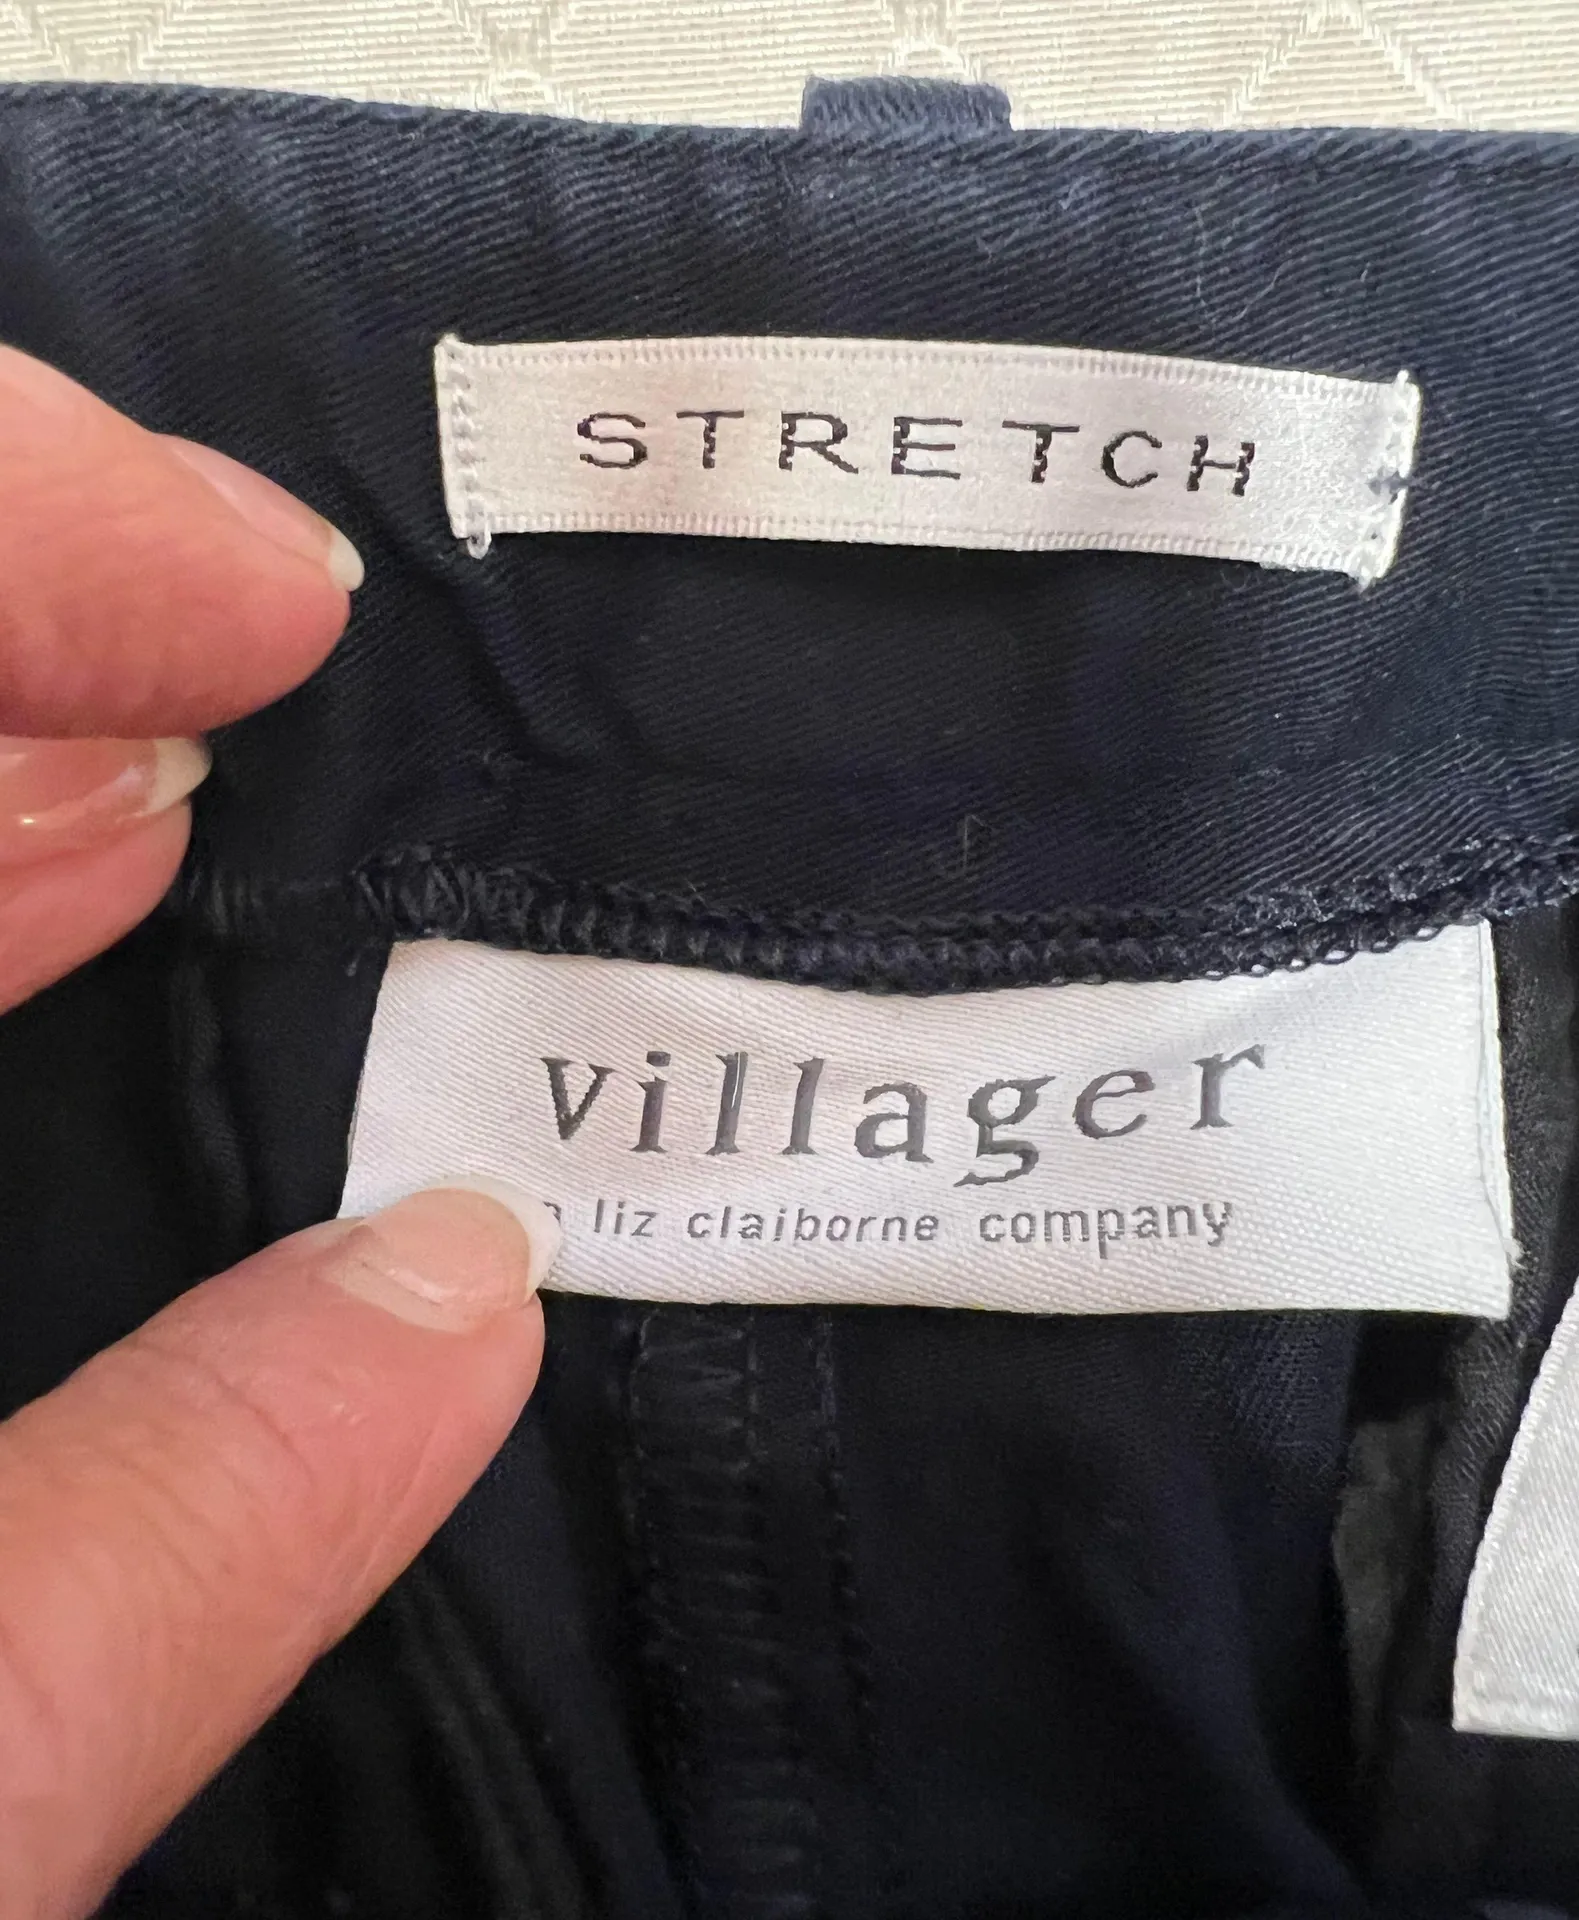 STRETCH
villager
liz claiborne company